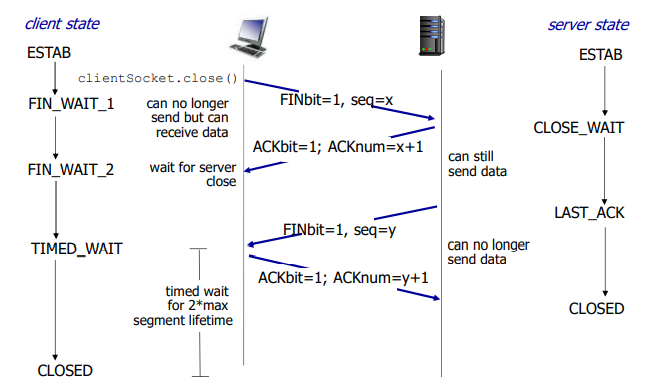 client state
server state
ESTAB
ESTAB
clientSocket.close()
FINbit=1, seq=x
FIN_WAIT_1
can no longer
send but can
receive data
CLOSE_WAIT
ACKbit=1; ACKnum=x+1
FIN_WAIT_2
wait for server
close
can still
send data
LAST_ACK
FINbit=1, seq=y
TIMED_WAIT
can no longer
send data
ACKbit=1; ACKnum=y+1
timed wait
for 2*max
segment lifetime
CLOSED
CLOSED